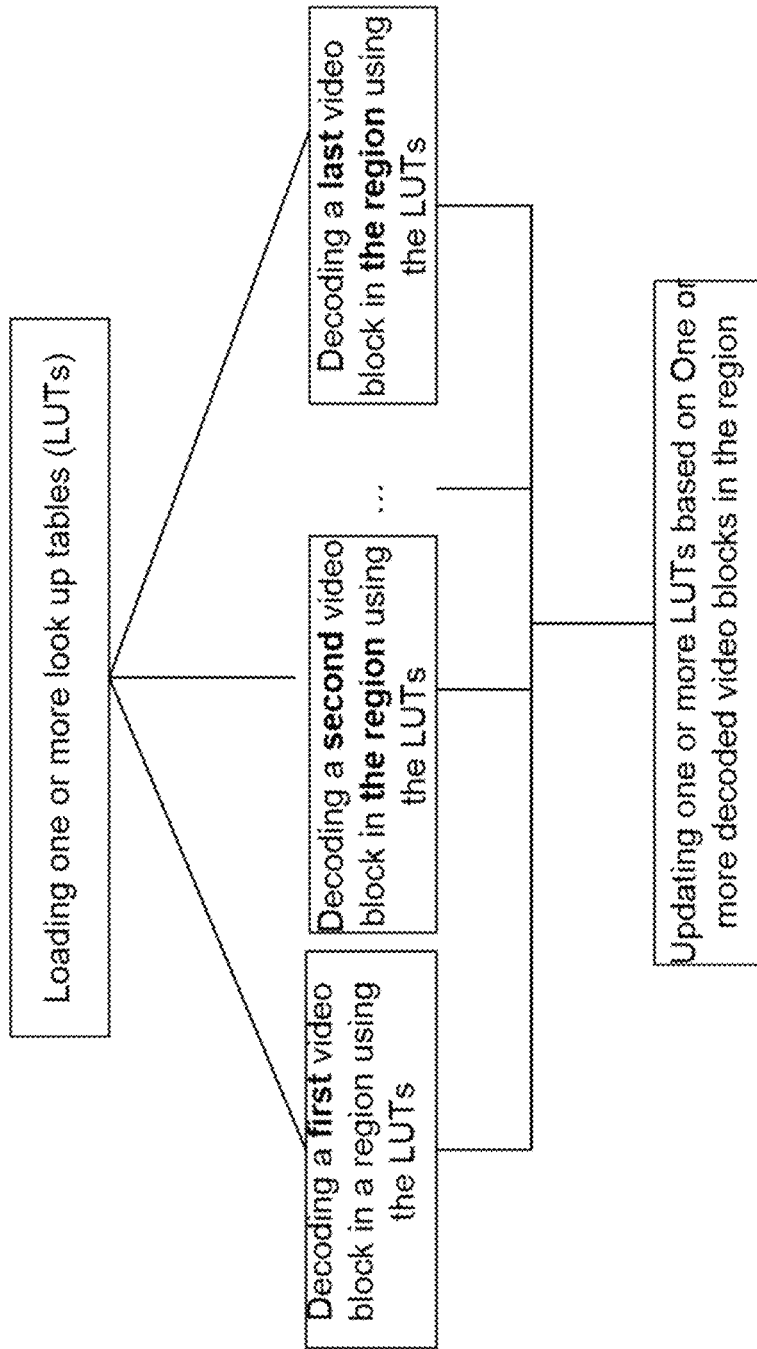 Loading one or more look up tables (LUTs)
Decoding a first video
block in a region using
the LUTs
Decoding a second video
block in the region using
the LUTs
...
Decoding a last video
block in the region using
the LUTs
Updating one or more LUTs based on One or
more decoded video blocks in the region